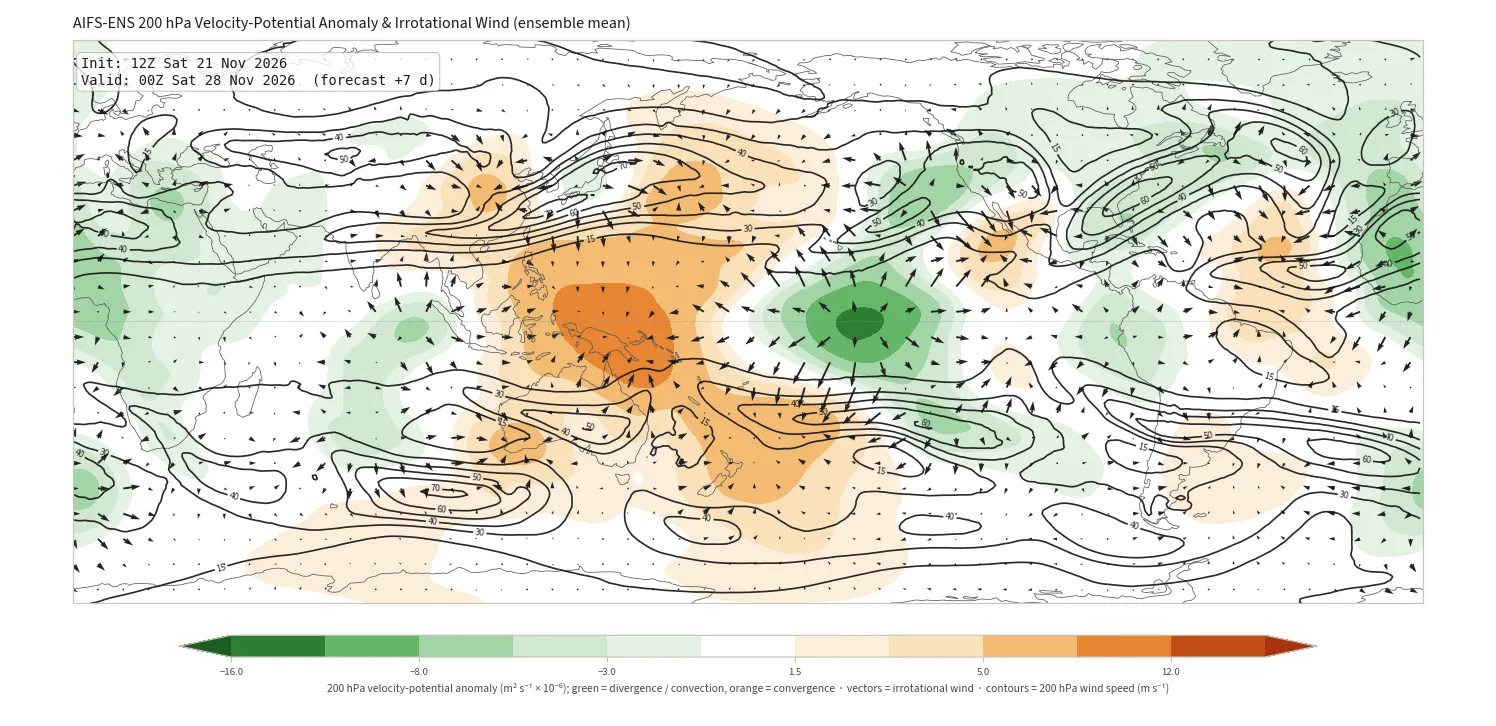 AIFS-ENS 200 hPa Velocity-Potential Anomaly & Irrotational Wind (ensemble mean)
Init: 12Z Sat 21 Nov 2026
Valid: 00Z Sat 28 Nov 2026 (forecast +7 d)
−16.0 −8.0 −3.0 1.5 5.0 12.0
200 hPa velocity-potential anomaly (m² s⁻¹ × 10⁻⁶); green = divergence / convection, orange = convergence · vectors = irrotational wind · contours = 200 hPa wind speed (m s⁻¹)